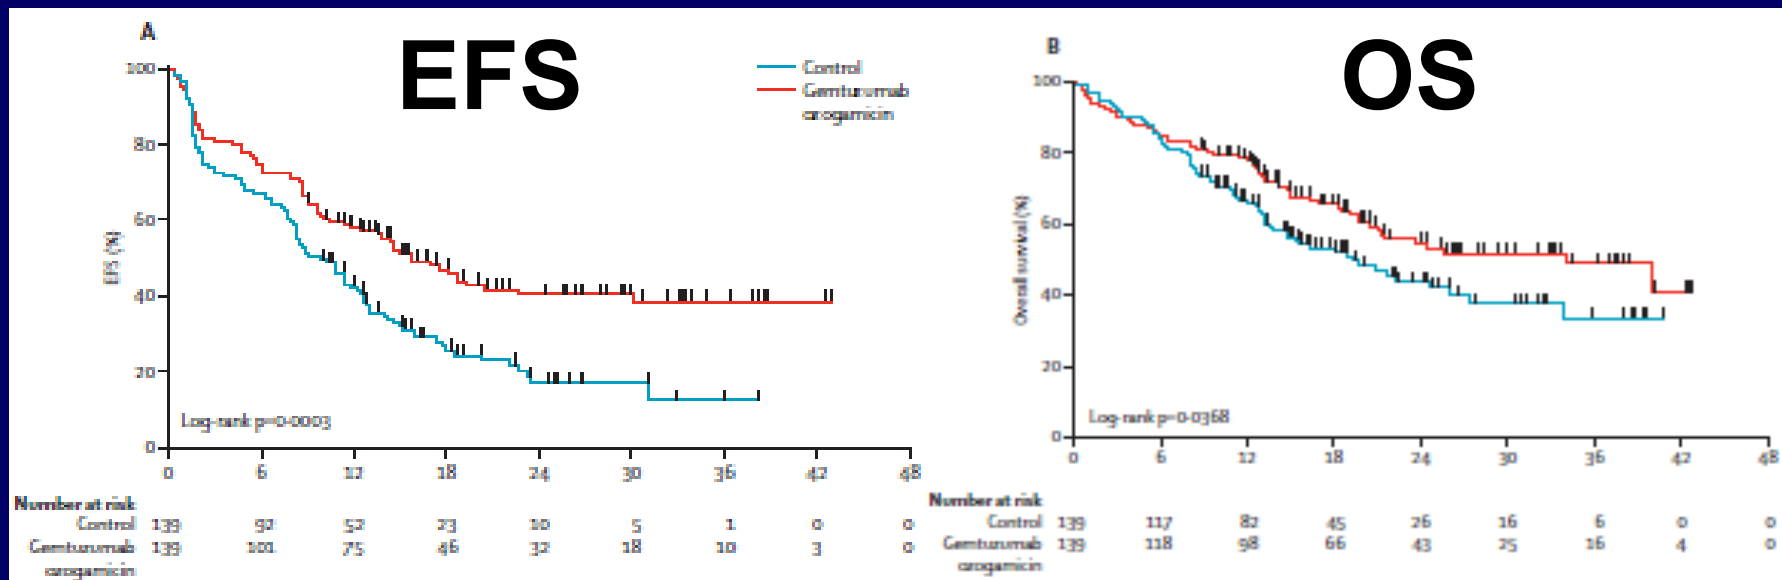 A
EFS
Control
Gemtuzumab
ozogamicin
100
80
60
40
20
0
EFS (%)
Log-rank p=0·0003
0 6 12 18 24 30 36 42 48
Number at risk
Control 139 92 52 23 10 5 1 0 0
Gemtuzumab 139 101 75 46 32 18 10 3 0
ozogamicin
B
OS
100
80
60
40
20
0
Overall survival (%)
Log-rank p=0·0368
0 6 12 18 24 30 36 42 48
Number at risk
Control 139 117 82 45 26 16 6 0 0
Gemtuzumab 139 118 98 66 43 25 16 4 0
ozogamicin